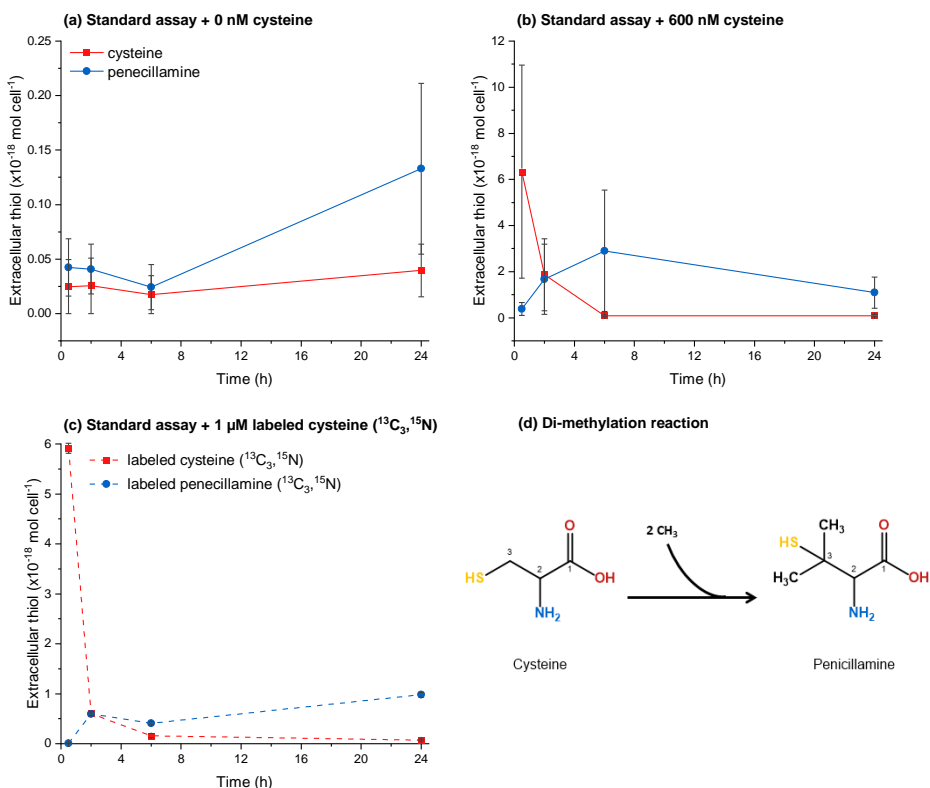 (a) Standard assay + 0 nM cysteine
Extracellular thiol (x10⁻¹⁸ mol cell⁻¹)
0.25
0.20
0.15
0.10
0.05
0.00
cysteine
penecillamine
0 4 8 12 16 20 24
Time (h)
(b) Standard assay + 600 nM cysteine
Extracellular thiol (x10⁻¹⁸ mol cell⁻¹)
12
10
8
6
4
2
0
0 4 8 12 16 20 24
Time (h)
(c) Standard assay + 1 µM labeled cysteine (¹³C₃,¹⁵N)
Extracellular thiol (x10⁻¹⁸ mol cell⁻¹)
6
5
4
3
2
1
0
labeled cysteine (¹³C₃,¹⁵N)
labeled penecillamine (¹³C₃,¹⁵N)
0 4 8 12 16 20 24
Time (h)
(d) Di-methylation reaction
O
3
HS
2
1
OH
NH₂
Cysteine
2 CH₃
CH₃
O
HS
3
2
1
H₃C
OH
NH₂
Penicillamine